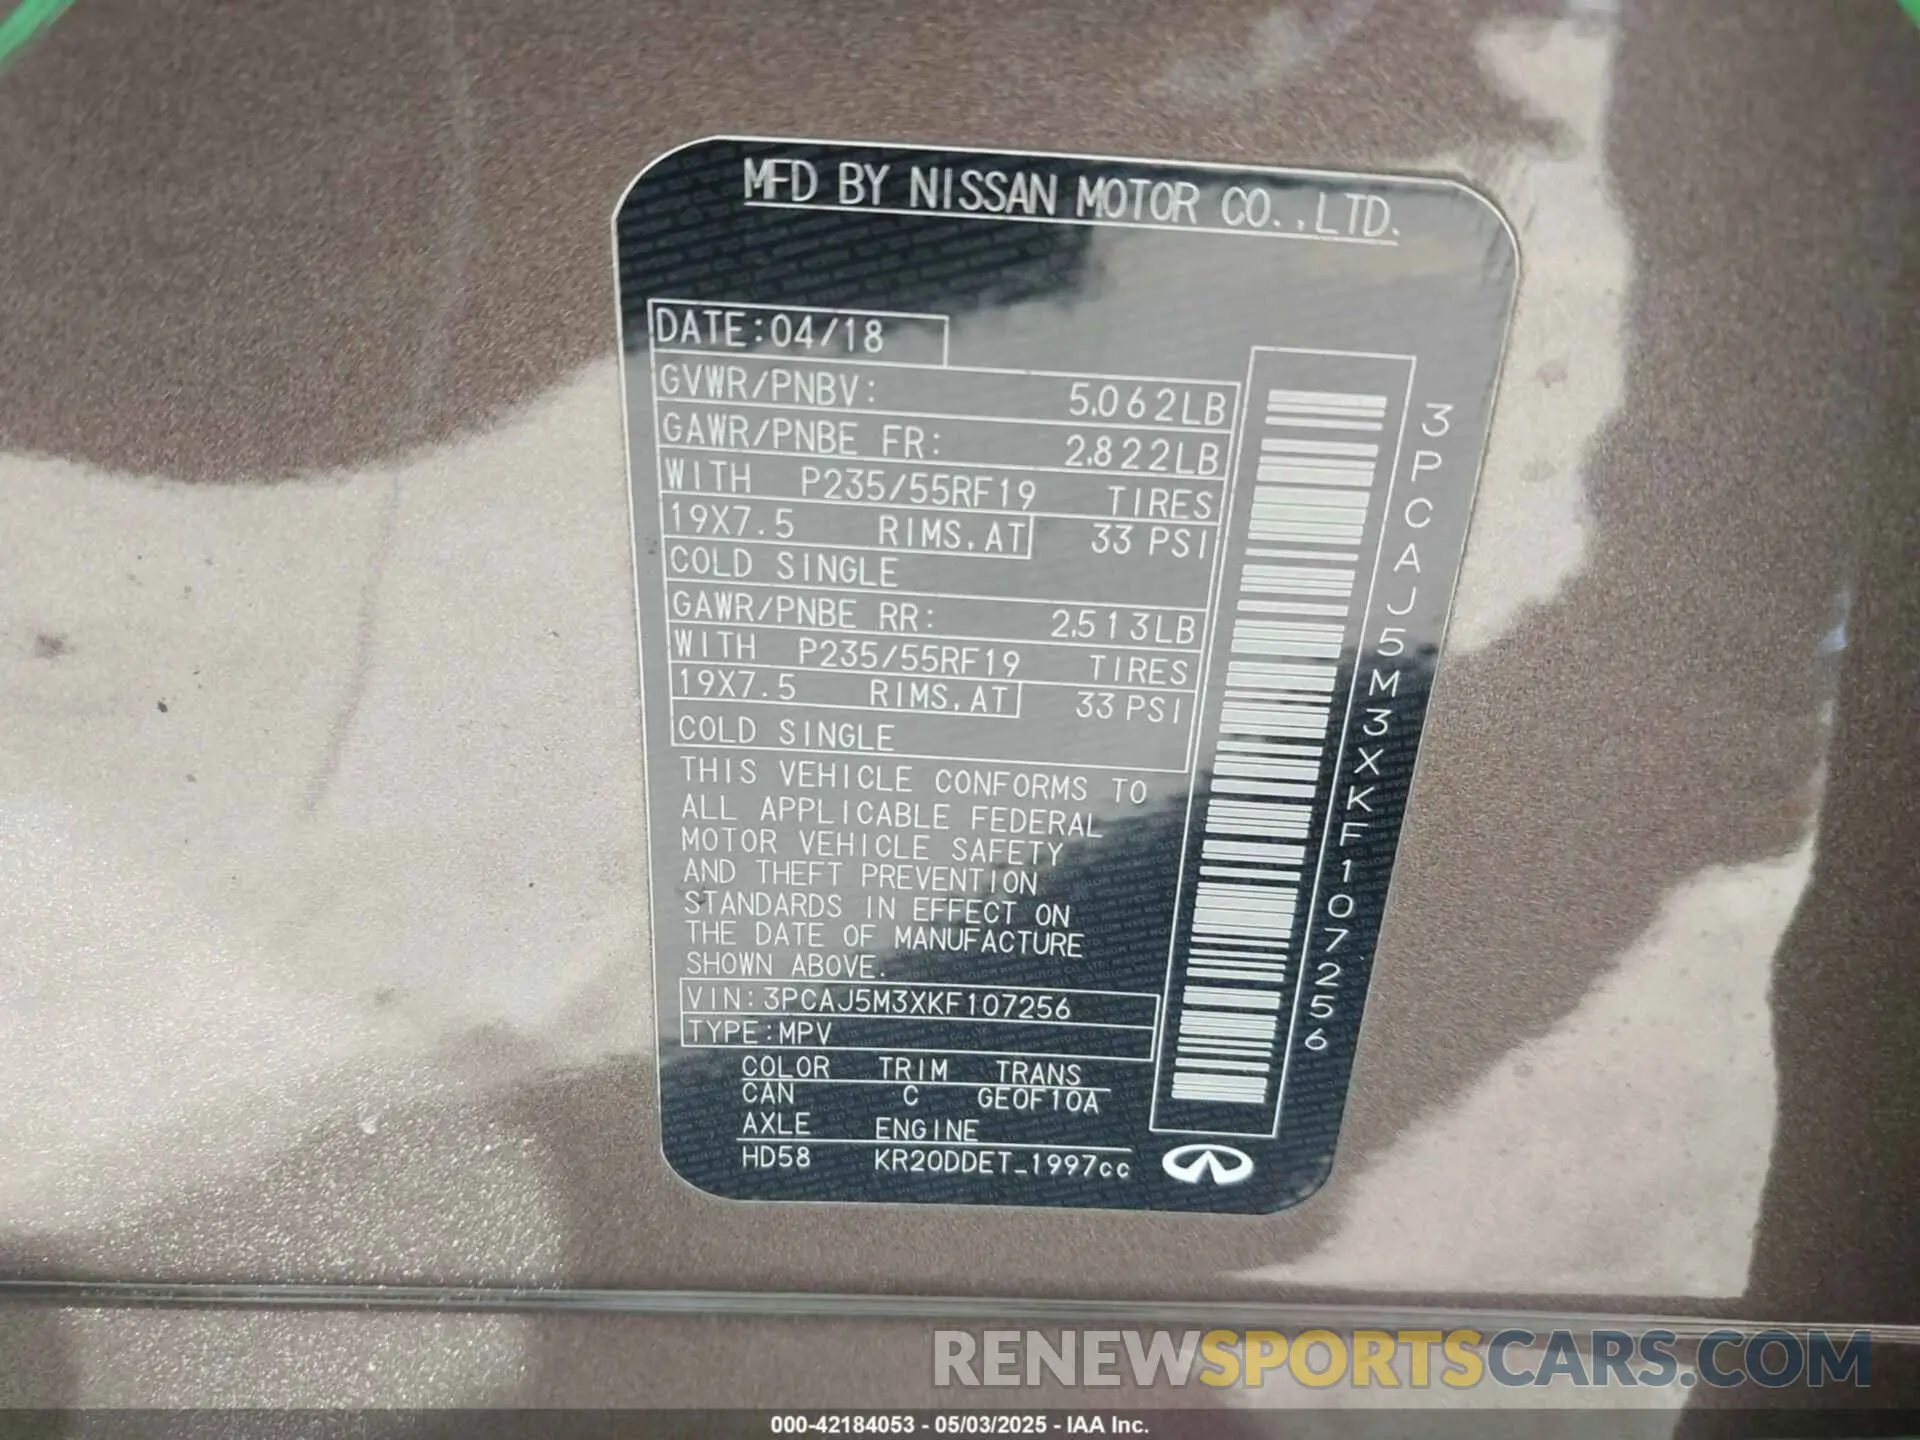 MFD BY NISSAN MOTOR CO.,LTD.
DATE:04/18
GVWR/PNBV: 5,062LB
GAWR/PNBE FR: 2,822LB
WITH P235/55RF19 TIRES
19X7.5 RIMS,AT 33 PSI
COLD SINGLE
GAWR/PNBE RR: 2,513LB
WITH P235/55RF19 TIRES
19X7.5 RIMS,AT 33 PSI
COLD SINGLE
THIS VEHICLE CONFORMS TO
ALL APPLICABLE FEDERAL
MOTOR VEHICLE SAFETY
AND THEFT PREVENTION
STANDARDS IN EFFECT ON
THE DATE OF MANUFACTURE
SHOWN ABOVE.
VIN:3PCAJ5M3XKF107256
TYPE:MPV
COLOR TRIM TRANS
CAN C GE0F10A
AXLE ENGINE
HD58 KR20DDET_1997cc
3PCAJ5M3XKF107256
RENEWSPORTSCARS.COM
000-42184053 - 05/03/2025 - IAA Inc.